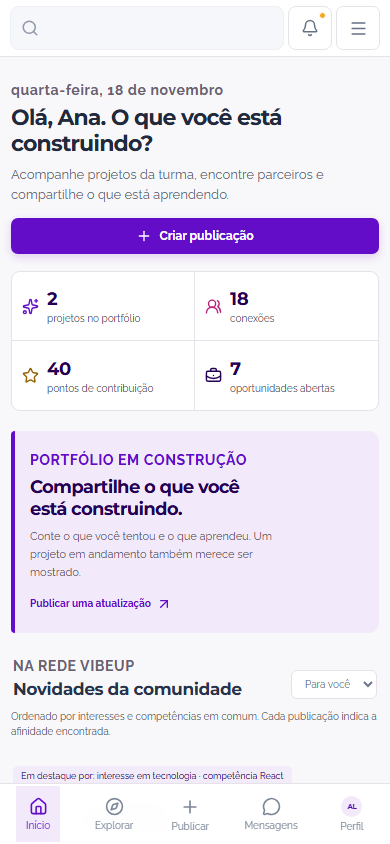 quarta-feira, 18 de novembro
Olá, Ana. O que você está
construindo?
Acompanhe projetos da turma, encontre parceiros e
compartilhe o que está aprendendo.
Criar publicação
2
projetos no portfólio
18
conexões
40
pontos de contribuição
7
oportunidades abertas
PORTFÓLIO EM CONSTRUÇÃO
Compartilhe o que você
está construindo.
Conte o que você tentou e o que aprendeu. Um
projeto em andamento também merece ser
mostrado.
Publicar uma atualização
NA REDE VIBEUP
Novidades da comunidade
Para você
Ordenado por interesses e competências em comum. Cada publicação indica a
afinidade encontrada.
Em destaque por: interesse em tecnologia · competência React
Início
Explorar
Publicar
Mensagens
AL
Perfil